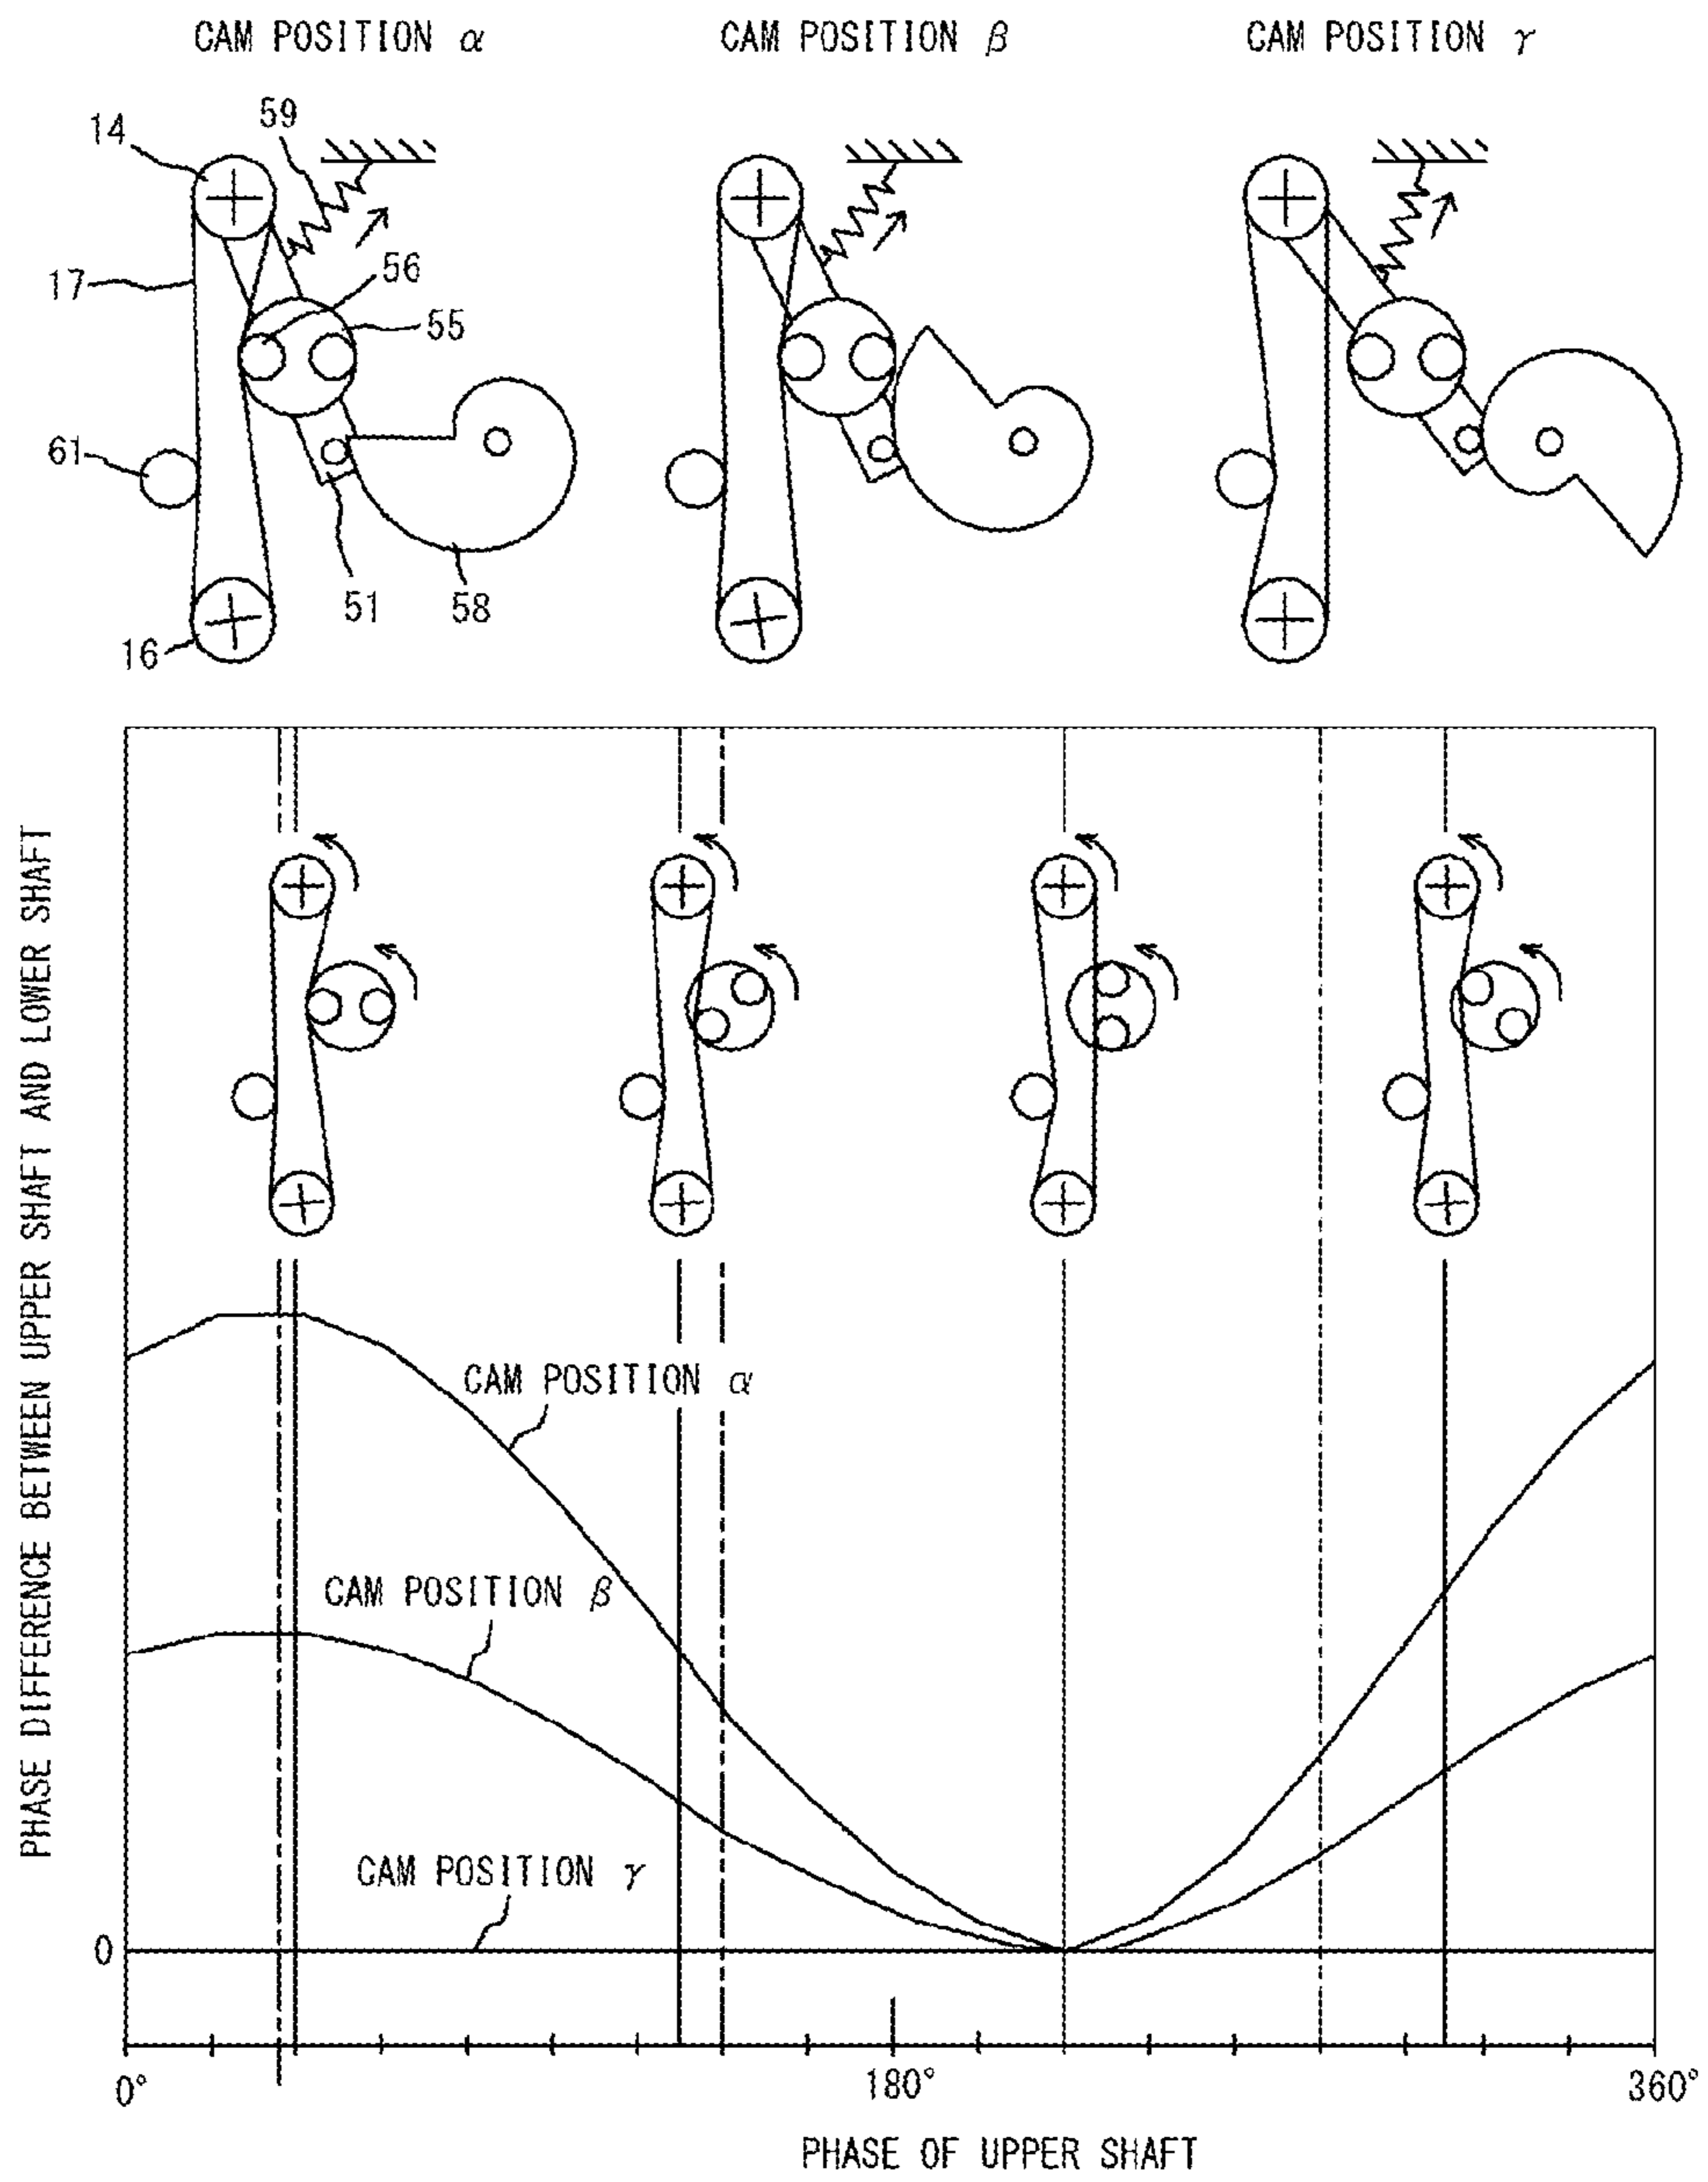 CAM POSITION α
CAM POSITION β
CAM POSITION γ
59
14
56
17
55
61
51
58
16
PHASE DIFFERENCE BETWEEN UPPER SHAFT AND LOWER SHAFT
CAM POSITION α
CAM POSITION β
CAM POSITION γ
0
0°
180°
360°
PHASE OF UPPER SHAFT